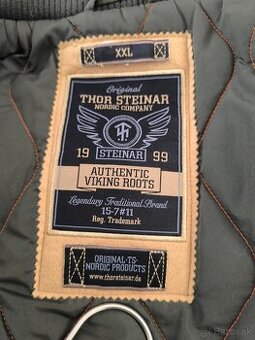 XXL
Original
THOR STEINAR
NORDIC COMPANY
STEINAR
19 99
AUTHENTIC
VIKING ROOTS
Legendary Traditional Brand
15-7#11
Reg. Trademark
ORIGINAL·TS·
NORDIC PRODUCTS
www.thorsteinar.de